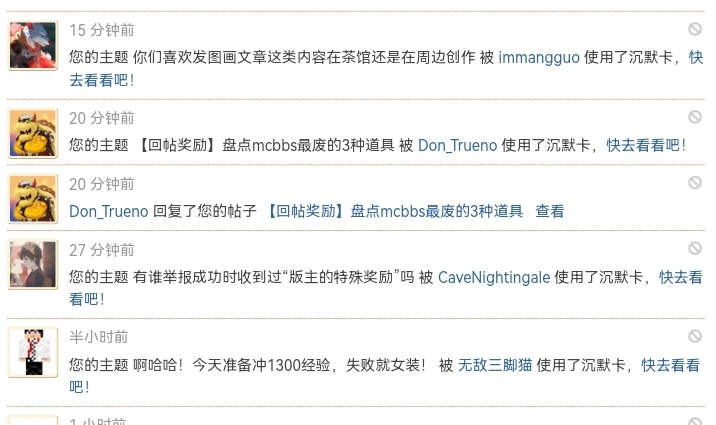 15 分钟前
您的主题 你们喜欢发图画文章这类内容在茶馆还是在周边创作 被 immangguo 使用了沉默卡，快
去看看吧！
20 分钟前
您的主题 【回帖奖励】盘点mcbbs最废的3种道具 被 Don_Trueno 使用了沉默卡，快去看看吧！
20 分钟前
Don_Trueno 回复了您的帖子 【回帖奖励】盘点mcbbs最废的3种道具 查看
27 分钟前
您的主题 有谁举报成功时收到过“版主的特殊奖励”吗 被 CaveNightingale 使用了沉默卡，快去看
看吧！
半小时前
您的主题 啊哈哈！今天准备冲1300经验，失败就女装！ 被 无敌三脚猫 使用了沉默卡，快去看看
吧！
1 小时前